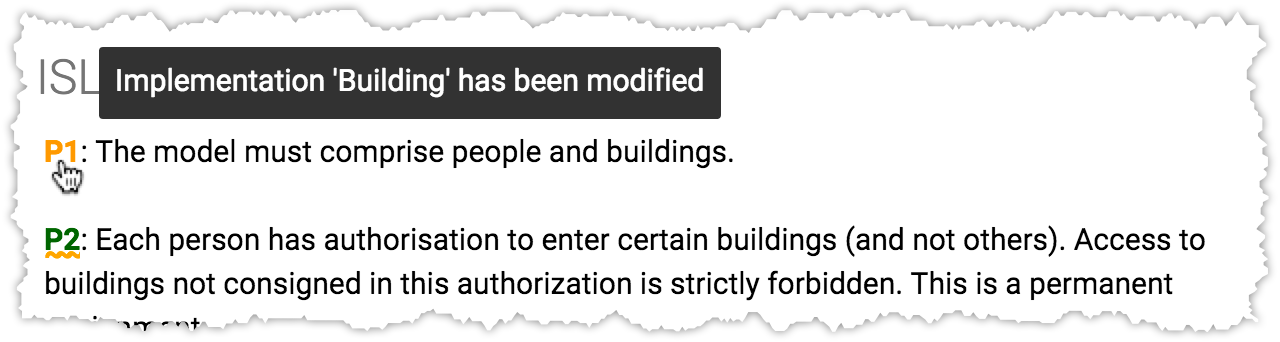 ISL
Implementation 'Building' has been modified
P1: The model must comprise people and buildings.
P2: Each person has authorisation to enter certain buildings (and not others). Access to
buildings not consigned in this authorization is strictly forbidden. This is a permanent